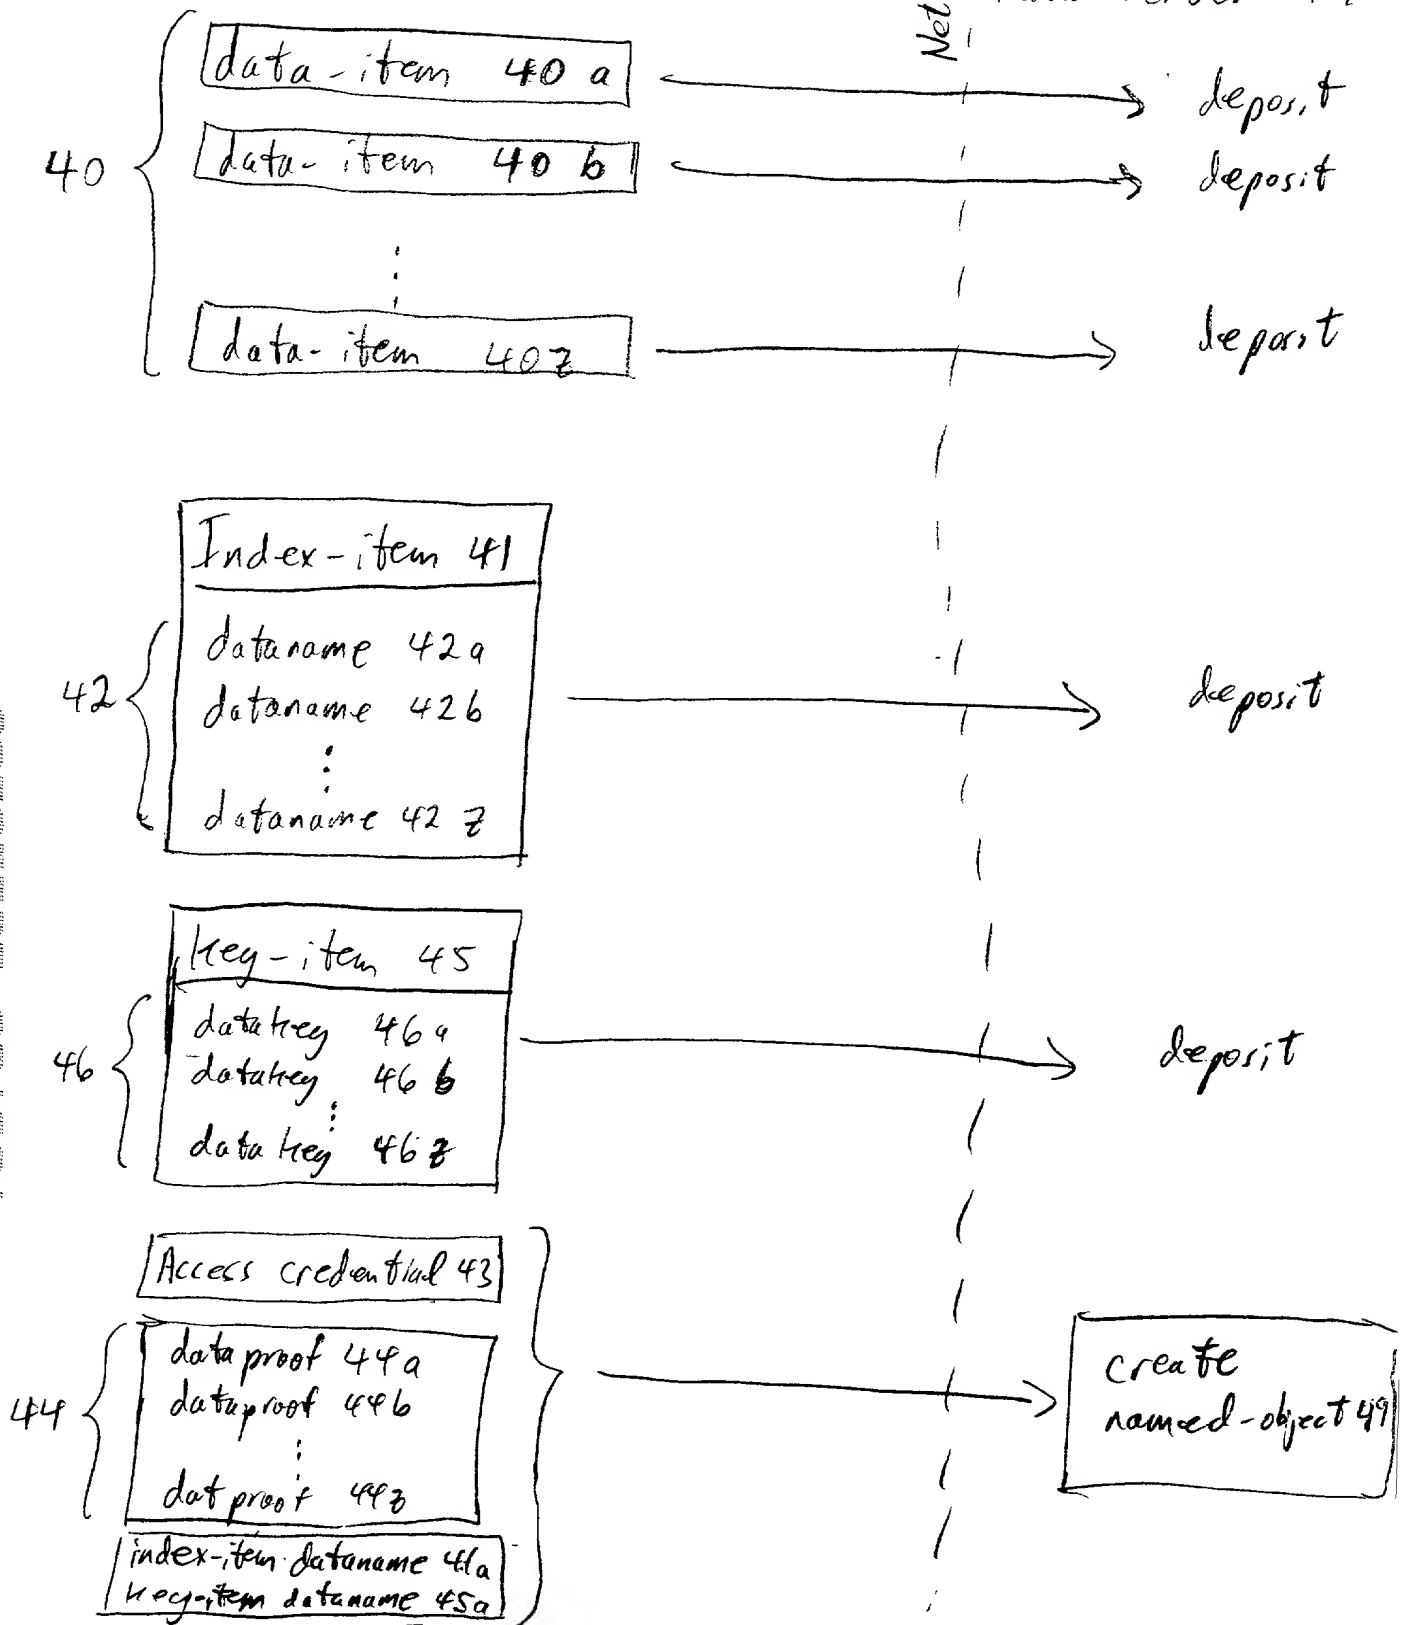 Net
data-item 40 a
deposit
40
data-item 40 b
deposit
data-item 40z
deposit
Index-item 41
42
dataname 42a
dataname 42b
deposit
dataname 42 z
key-item 45
46
datakey 46a
deposit
datakey 46 b
data key 46 z
Access credential 43
44
dataproof 44a
dataproof 44b
datproof 44z
create
named-object 49
index-item dataname 41a
key-item dataname 45a